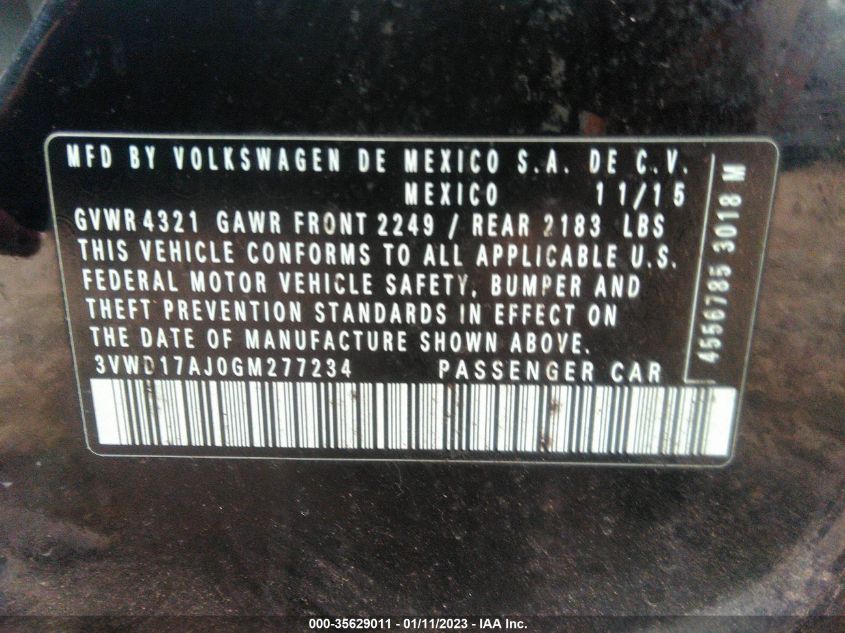 MFD BY VOLKSWAGEN DE MEXICO S.A. DE C.V.
MEXICO 11/15
GVWR 4321 GAWR FRONT 2249 / REAR 2183 LBS
THIS VEHICLE CONFORMS TO ALL APPLICABLE U.S.
FEDERAL MOTOR VEHICLE SAFETY, BUMPER AND
THEFT PREVENTION STANDARDS IN EFFECT ON
THE DATE OF MANUFACTURE SHOWN ABOVE.
3VWD17AJ0GM277234 PASSENGER CAR
4556785 3018 M
000-35629011 - 01/11/2023 - IAA Inc.